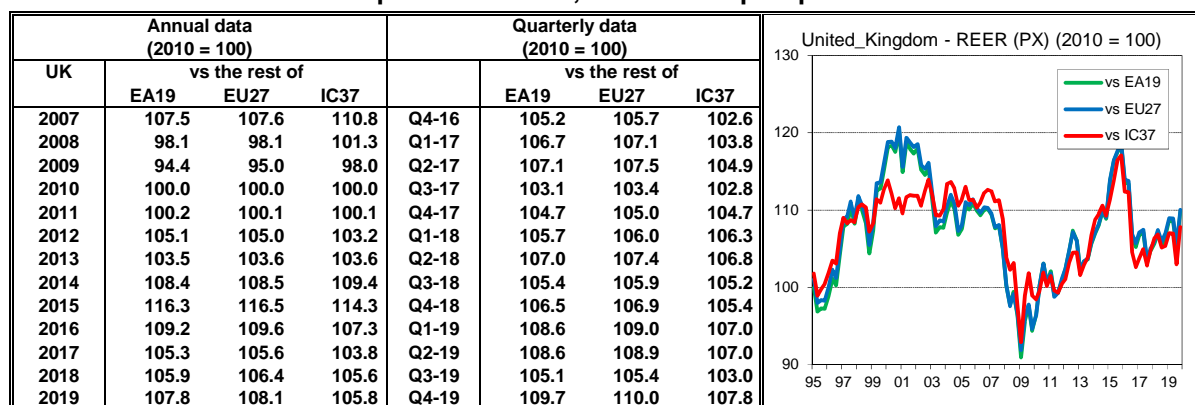 Annual data Quarterly data
(2010 = 100) (2010 = 100)
UK vs the rest of vs the rest of
EA19 EU27 IC37 EA19 EU27 IC37
2007 107.5 107.6 110.8 Q4-16 105.2 105.7 102.6
2008 98.1 98.1 101.3 Q1-17 106.7 107.1 103.8
2009 94.4 95.0 98.0 Q2-17 107.1 107.5 104.9
2010 100.0 100.0 100.0 Q3-17 103.1 103.4 102.8
2011 100.2 100.1 100.1 Q4-17 104.7 105.0 104.7
2012 105.1 105.0 103.2 Q1-18 105.7 106.0 106.3
2013 103.5 103.6 103.6 Q2-18 107.0 107.4 106.8
2014 108.4 108.5 109.4 Q3-18 105.4 105.9 105.2
2015 116.3 116.5 114.3 Q4-18 106.5 106.9 105.4
2016 109.2 109.6 107.3 Q1-19 108.6 109.0 107.0
2017 105.3 105.6 103.8 Q2-19 108.6 108.9 107.0
2018 105.9 106.4 105.6 Q3-19 105.1 105.4 103.0
2019 107.8 108.1 105.8 Q4-19 109.7 110.0 107.8
United_Kingdom - REER (PX) (2010 = 100)
130
vs EA19
vs EU27
vs IC37
120
110
100
90
95 97 99 01 03 05 07 09 11 13 15 17 19